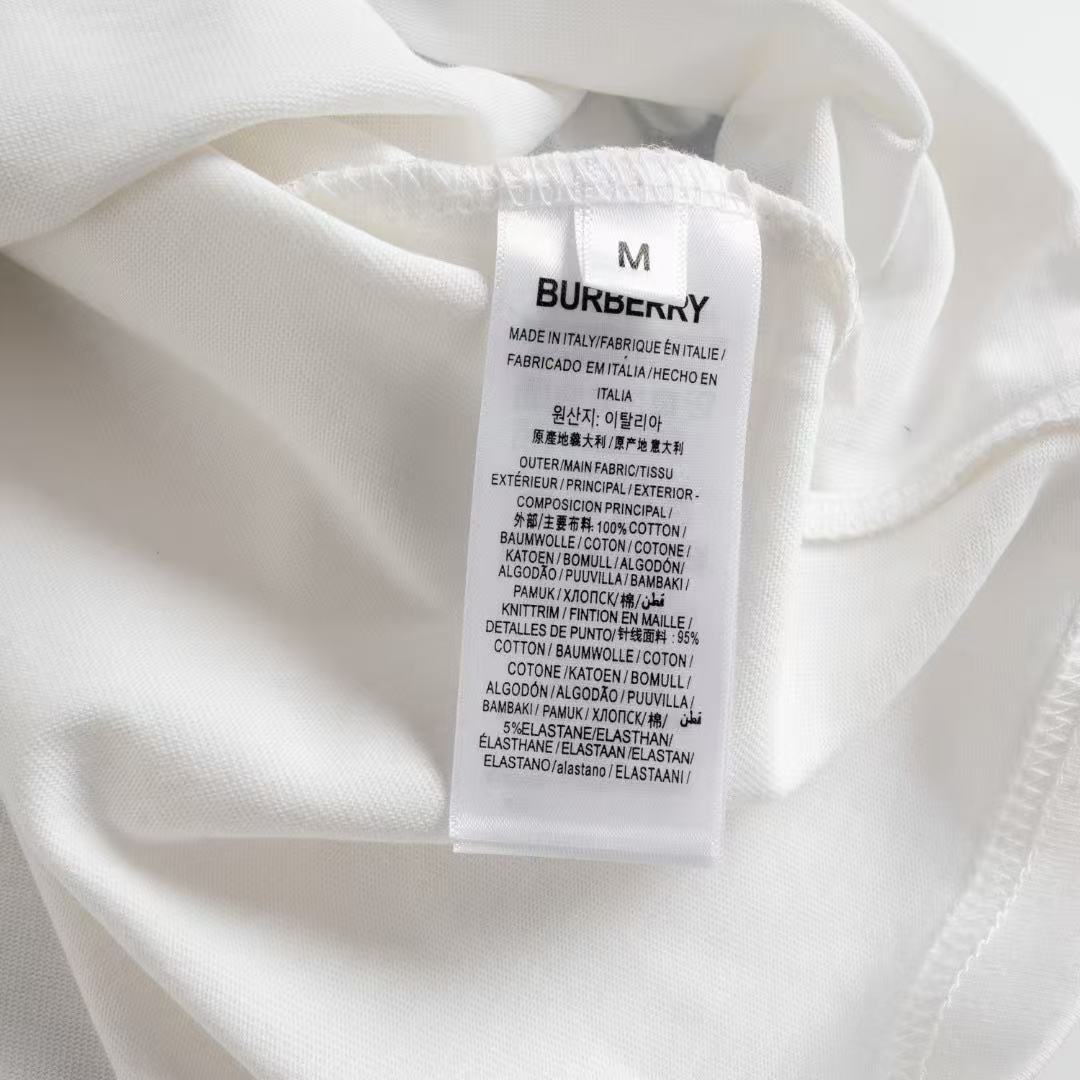 M
BURBERRY
MADE IN ITALY/FABRIQUE ÉN ITALIE/
FABRICADO EM ITÁLIA/HECHO EN
ITALIA
원산지: 이탈리아
原產地義大利/原产地意大利
OUTER/MAIN FABRIC/TISSU
EXTÉRIEUR/PRINCIPAL/EXTERIOR-
COMPOSICION PRINCIPAL/
外部/主要布料:100%COTTON/
BAUMWOLLE/COTON/COTONE/
KATOEN/BOMULL/ALGODÓN/
ALGODÃO/PUUVILLA/BAMBAKI/
PAMUK/ХЛОПСК/棉/قطن
KNITTRIM/FINTION EN MAILLE/
DETALLES DE PUNTO/针线面料:95%
COTTON/BAUMWOLLE/COTON/
COTONE/KATOEN/BOMULL/
ALGODÓN/ALGODÃO/PUUVILLA/
BAMBAKI/PAMUK/ХЛОПСК/棉/ قطن
5%ELASTANE/ELASTHAN/
ÉLASTHANE/ELASTAAN/ELASTAN/
ELASTANO/alastano/ELASTAANI/